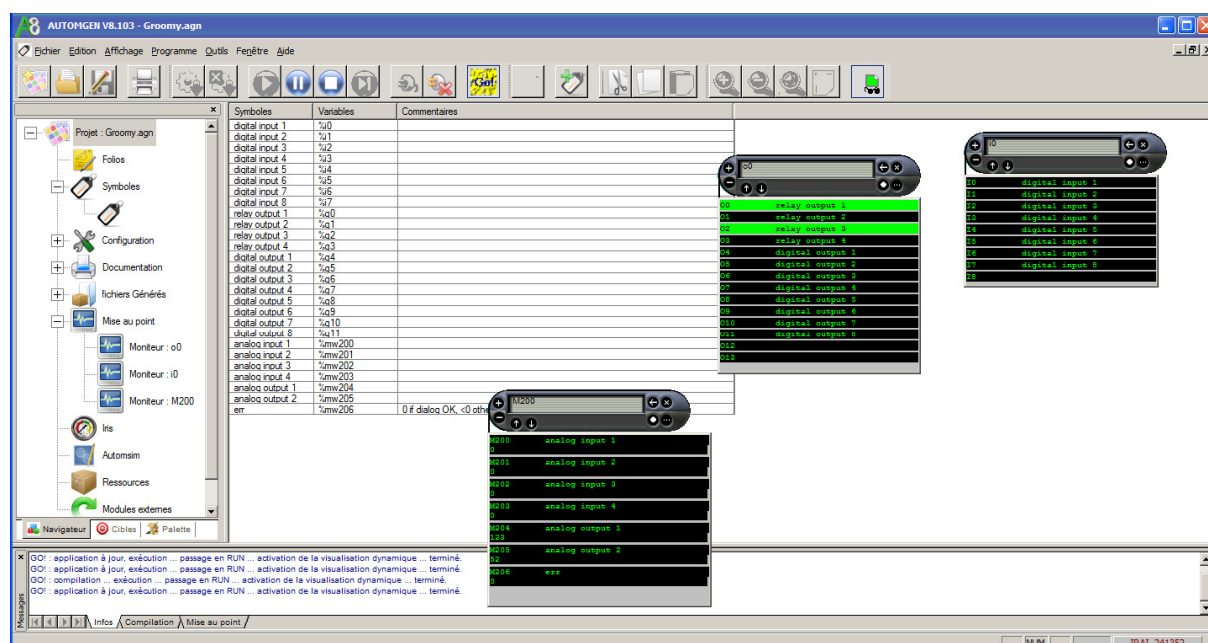 AUTOMGEN V8.103 - Groomy.agn
Fichier Edition Affichage Programme Outils Fenêtre Aide
Go!
Projet : Groomy.agn
Folios
Symboles
Configuration
Documentation
fichiers Générés
Mise au point
Moniteur : o0
Moniteur : i0
Moniteur : M200
Iris
Automsim
Ressources
Modules externes
Navigateur Cibles Palette
Symboles Variables Commentaires
digital input 1 %i0
digital input 2 %i1
digital input 3 %i2
digital input 4 %i3
digital input 5 %i4
digital input 6 %i5
digital input 7 %i6
digital input 8 %i7
relay output 1 %q0
relay output 2 %q1
relay output 3 %q2
relay output 4 %q3
digital output 1 %q4
digital output 2 %q5
digital output 3 %q6
digital output 4 %q7
digital output 5 %q8
digital output 6 %q9
digital output 7 %q10
digital output 8 %q11
analog input 1 %mw200
analog input 2 %mw201
analog input 3 %mw202
analog input 4 %mw203
analog output 1 %mw204
analog output 2 %mw205
err %mw206 0 if dialog OK, <0 othe
o0
O0 relay output 1
O1 relay output 2
O2 relay output 3
O3 relay output 4
O4 digital output 1
O5 digital output 2
O6 digital output 3
O7 digital output 4
O8 digital output 5
O9 digital output 6
O10 digital output 7
O11 digital output 8
O12
O13
i0
I0 digital input 1
I1 digital input 2
I2 digital input 3
I3 digital input 4
I4 digital input 5
I5 digital input 6
I6 digital input 7
I7 digital input 8
I8
M200
M200 analog input 1
0
M201 analog input 2
0
M202 analog input 3
0
M203 analog input 4
0
M204 analog output 1
123
M205 analog output 2
52
M206 err
0
Messages
GO! : application à jour, exécution ... passage en RUN ... activation de la visualisation dynamique ... terminé.
GO! : application à jour, exécution ... passage en RUN ... activation de la visualisation dynamique ... terminé.
GO! : compilation ... exécution ... passage en RUN ... activation de la visualisation dynamique ... terminé.
GO! : application à jour, exécution ... passage en RUN ... activation de la visualisation dynamique ... terminé.
Infos Compilation Mise au point
NUM IRAI 241352